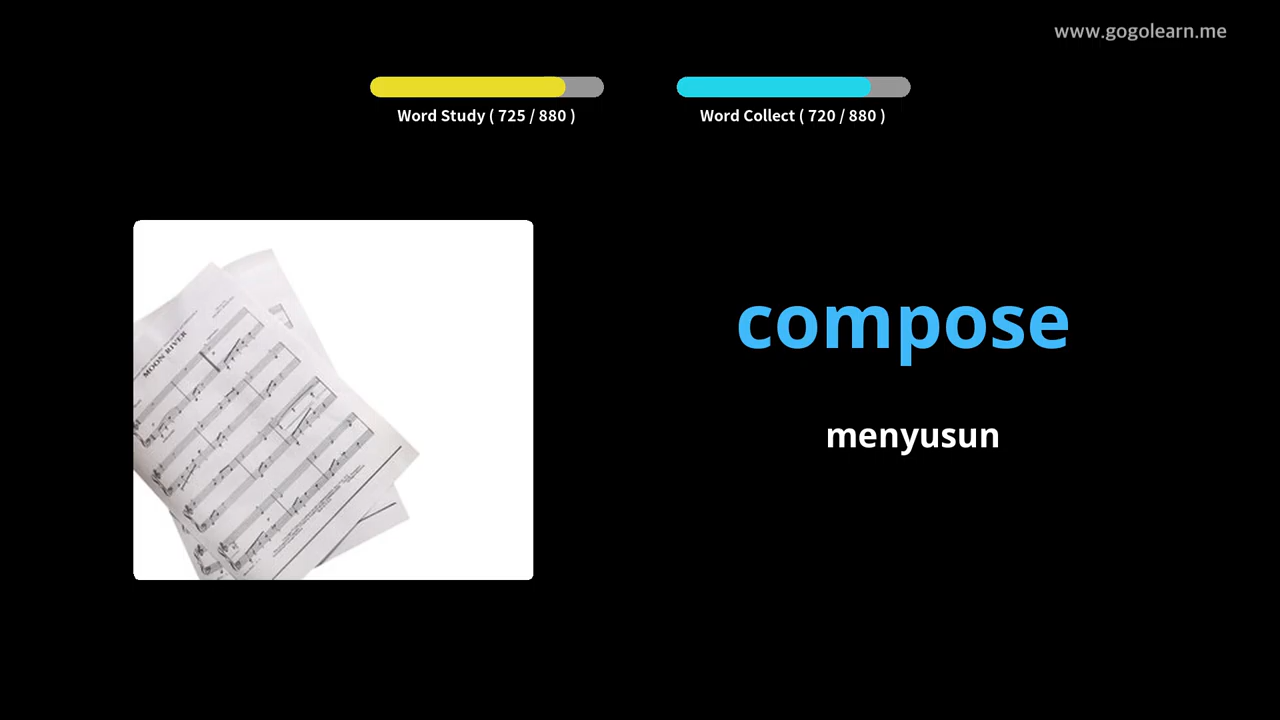 www.gogolearn.me
Word Study ( 725 / 880 )
Word Collect ( 720 / 880 )
MOON RIVER
compose
menyusun